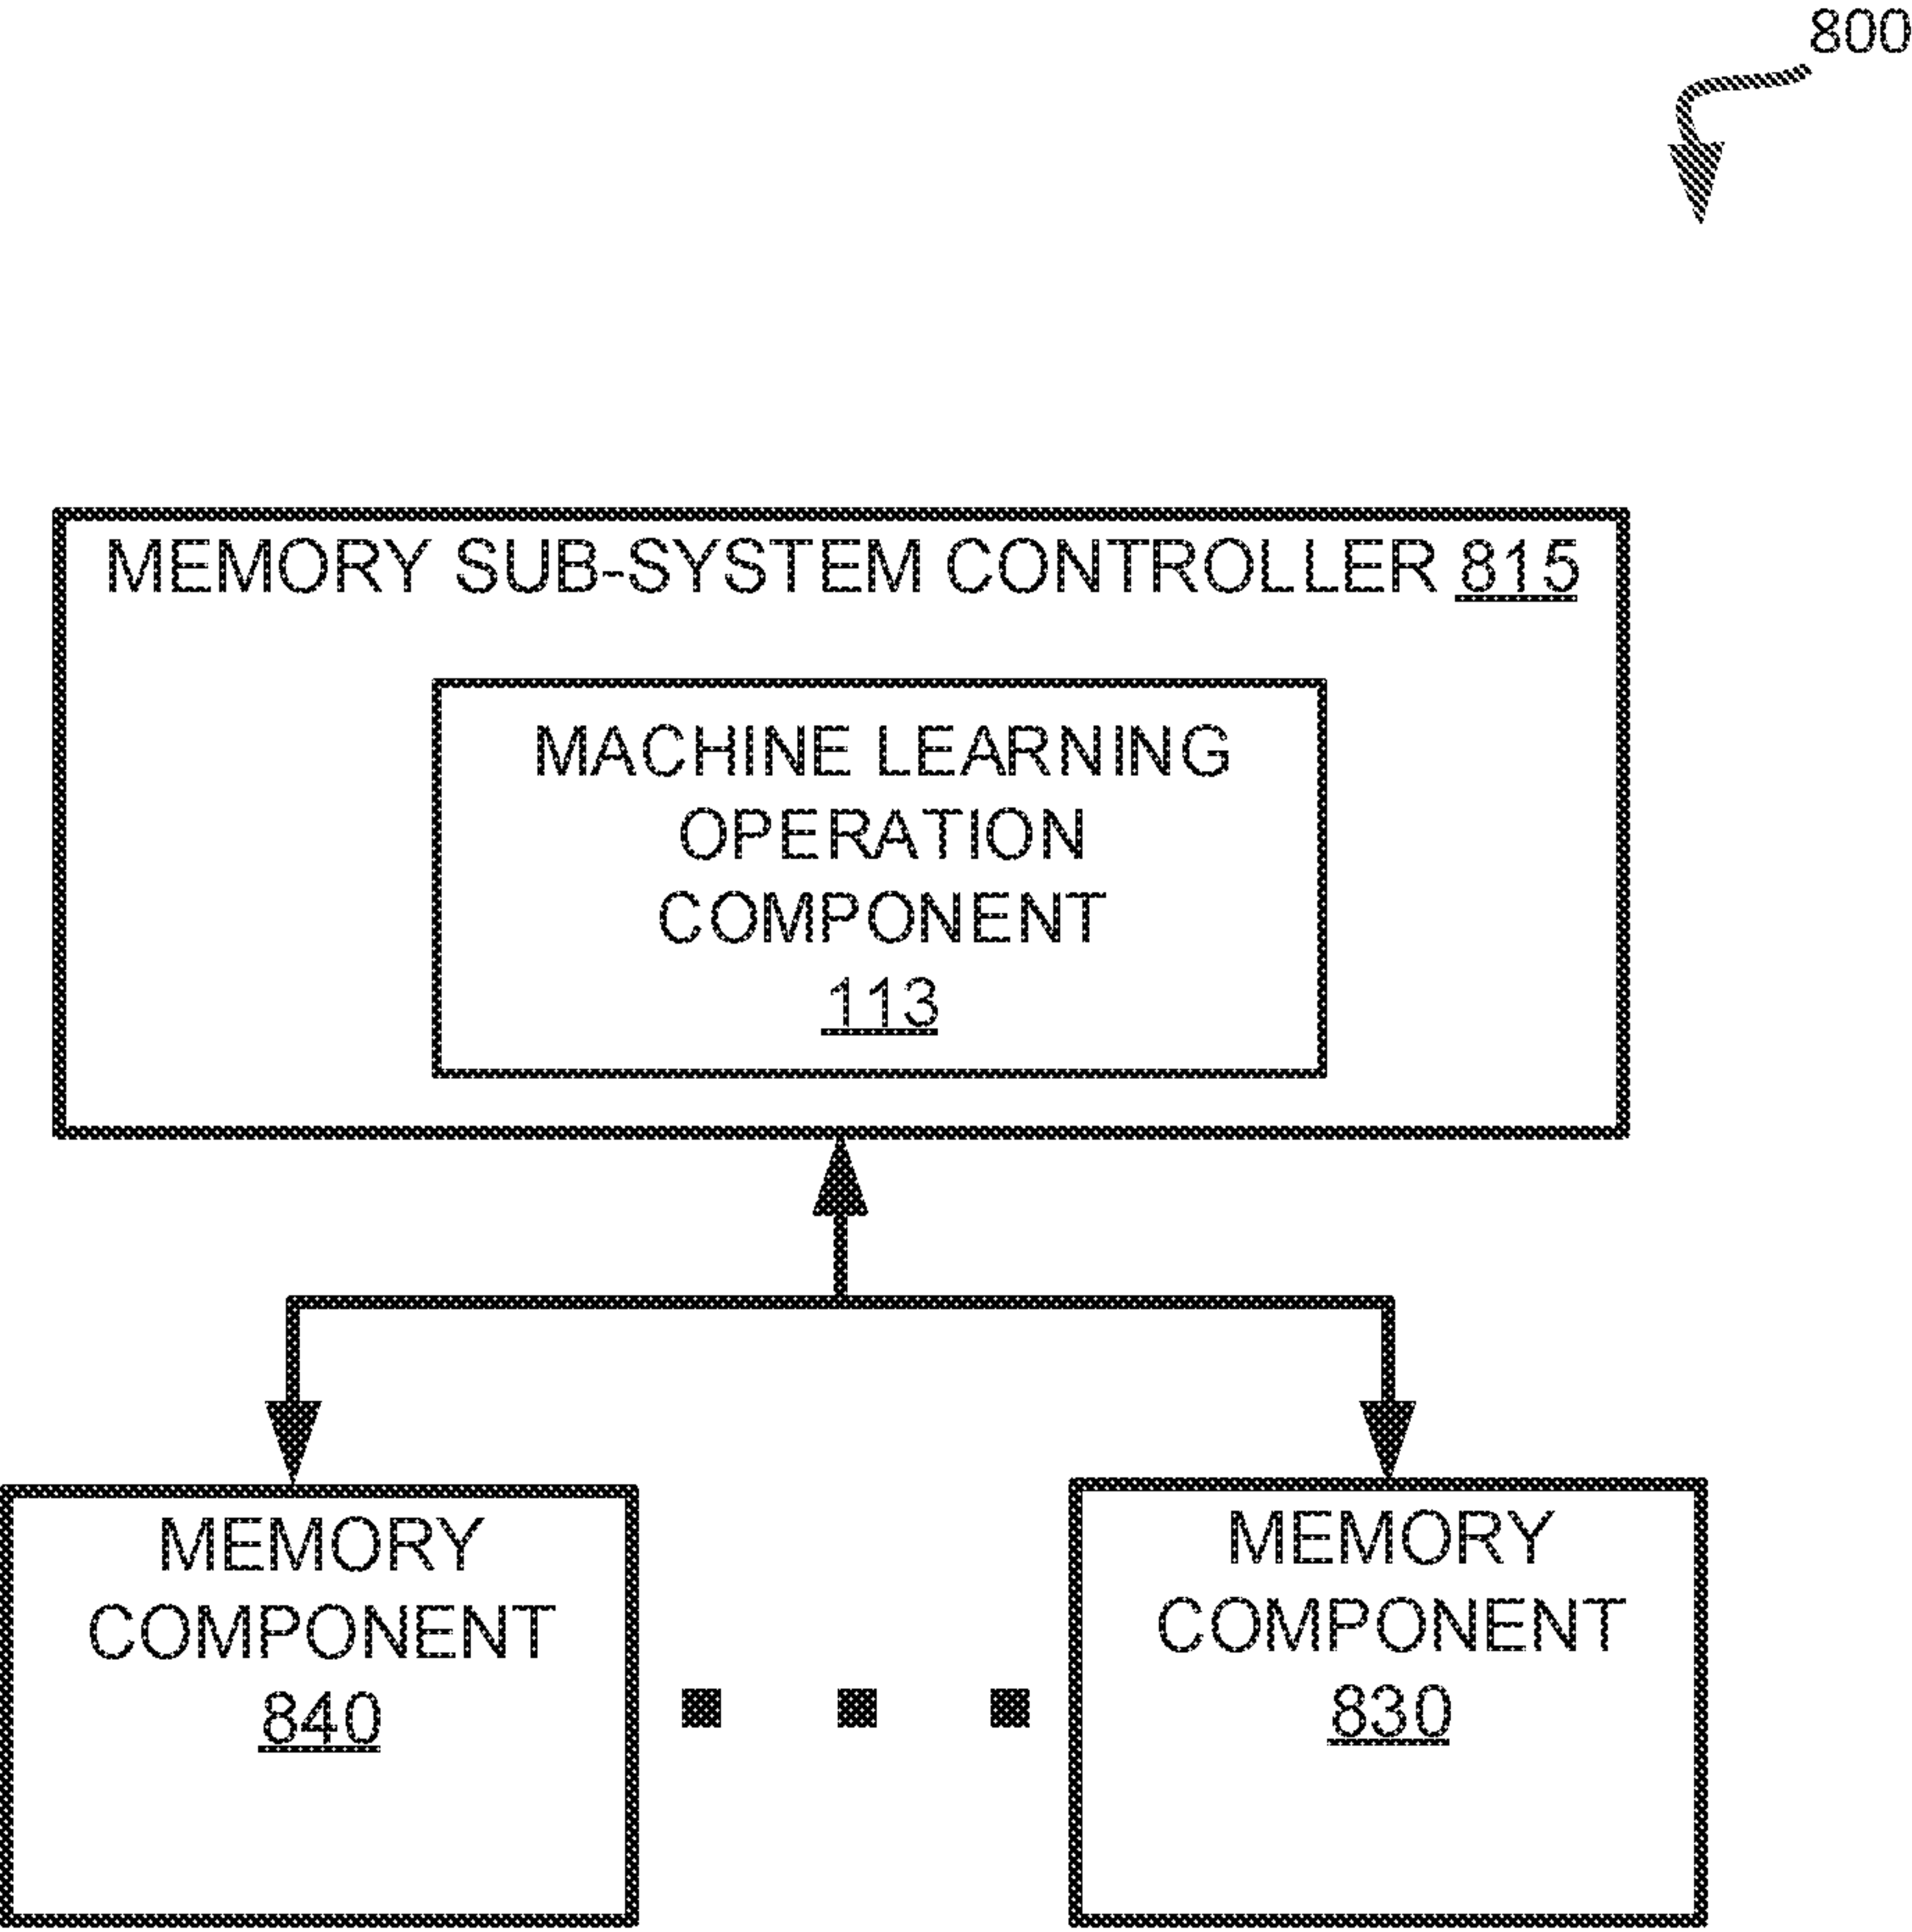 800
MEMORY SUB-SYSTEM CONTROLLER 815
MACHINE LEARNING
OPERATION
COMPONENT
113
MEMORY
COMPONENT
840
MEMORY
COMPONENT
830